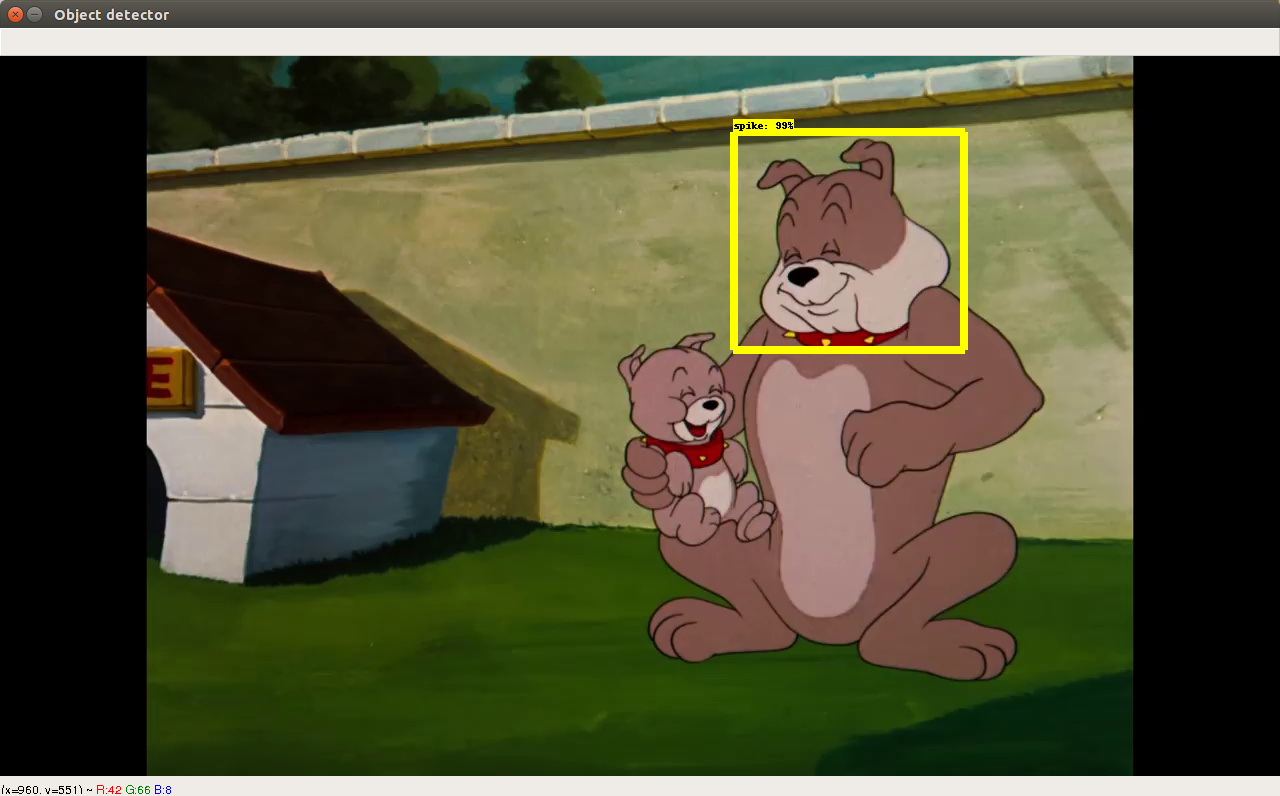 Object detector
spike: 99%
E
(x=960, y=551) ~ R:42 G:66 B:8